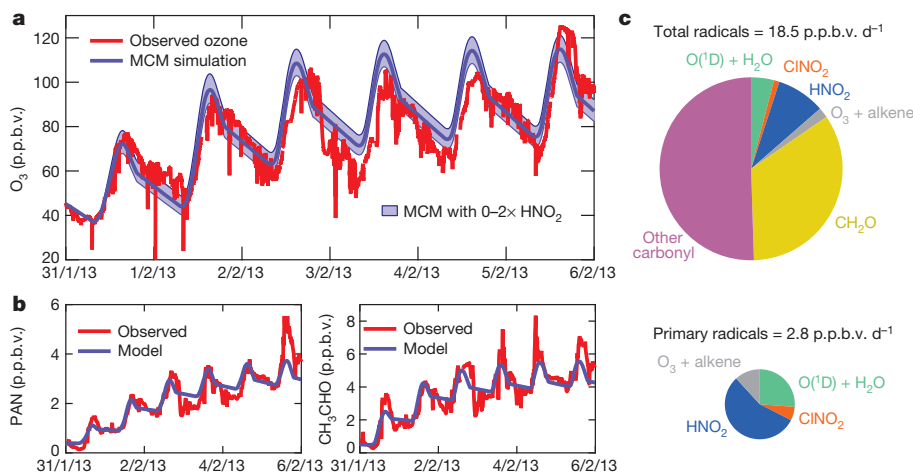 a
O₃ (p.p.b.v.)
120
100
80
60
40
20
Observed ozone
MCM simulation
MCM with 0–2× HNO₂
31/1/13 1/2/13 2/2/13 3/2/13 4/2/13 5/2/13 6/2/13
b
PAN (p.p.b.v.)
6
4
2
0
Observed
Model
31/1/13 2/2/13 4/2/13 6/2/13
CH₃CHO (p.p.b.v.)
8
6
4
2
0
Observed
Model
31/1/13 2/2/13 4/2/13 6/2/13
c
Total radicals = 18.5 p.p.b.v. d⁻¹
O(¹D) + H₂O
ClNO₂
HNO₂
O₃ + alkene
CH₂O
Other
carbonyl
Primary radicals = 2.8 p.p.b.v. d⁻¹
O₃ + alkene
O(¹D) + H₂O
HNO₂
ClNO₂